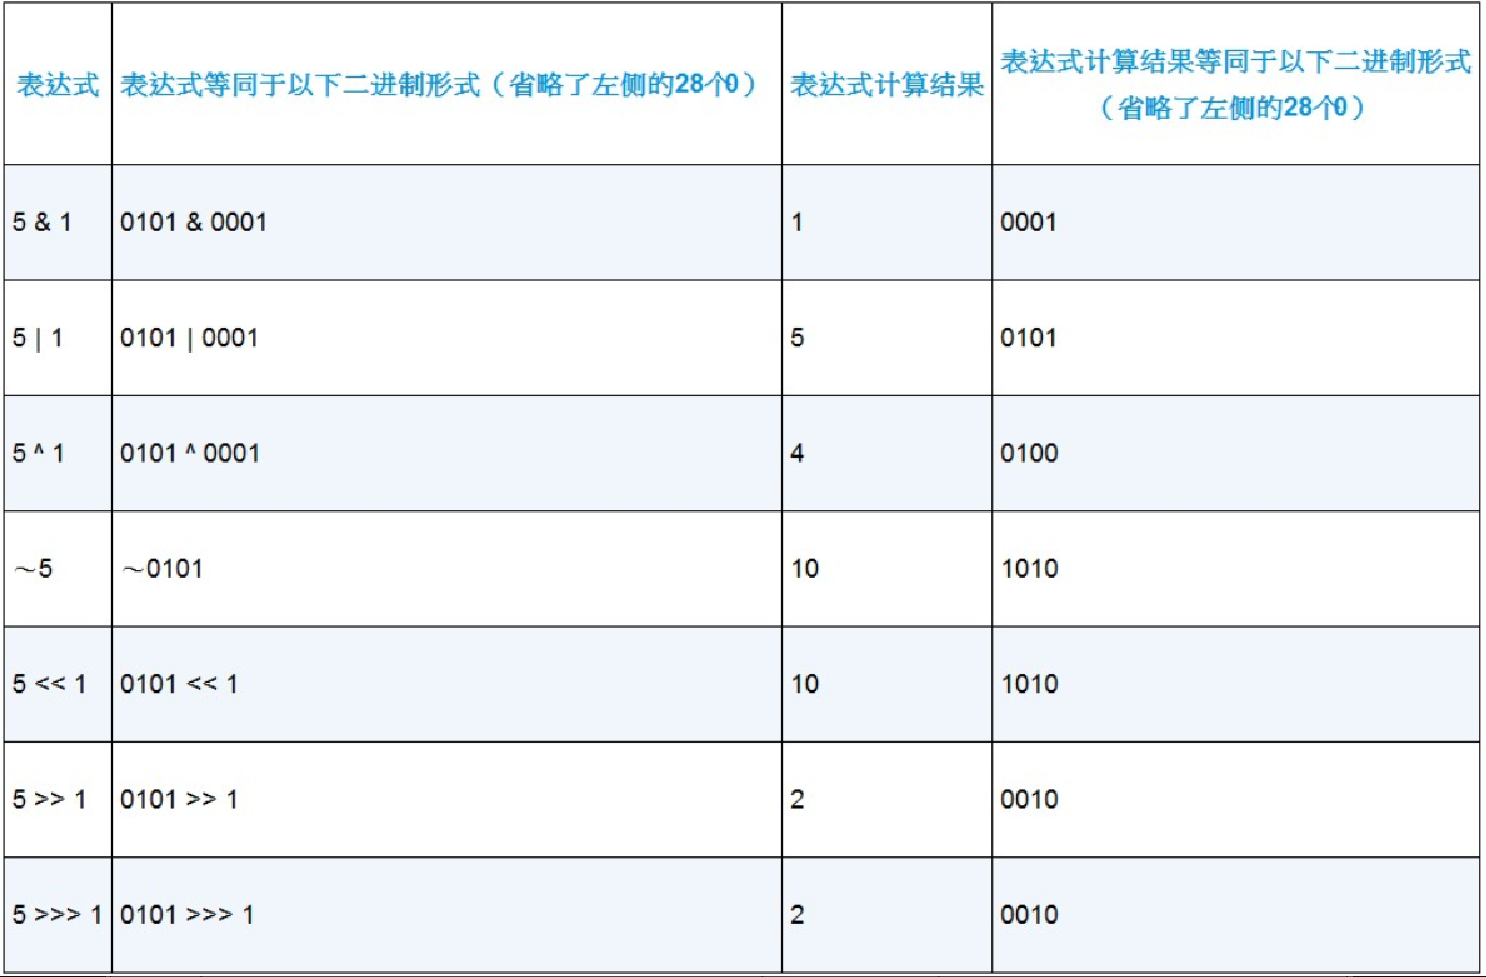 表达式 表达式等同于以下二进制形式（省略了左侧的28个0） 表达式计算结果 表达式计算结果等同于以下二进制形式
（省略了左侧的28个0）
5 & 1 0101 & 0001 1 0001
5 | 1 0101 | 0001 5 0101
5 ^ 1 0101 ^ 0001 4 0100
～5 ～0101 10 1010
5 << 1 0101 << 1 10 1010
5 >> 1 0101 >> 1 2 0010
5 >>> 1 0101 >>> 1 2 0010